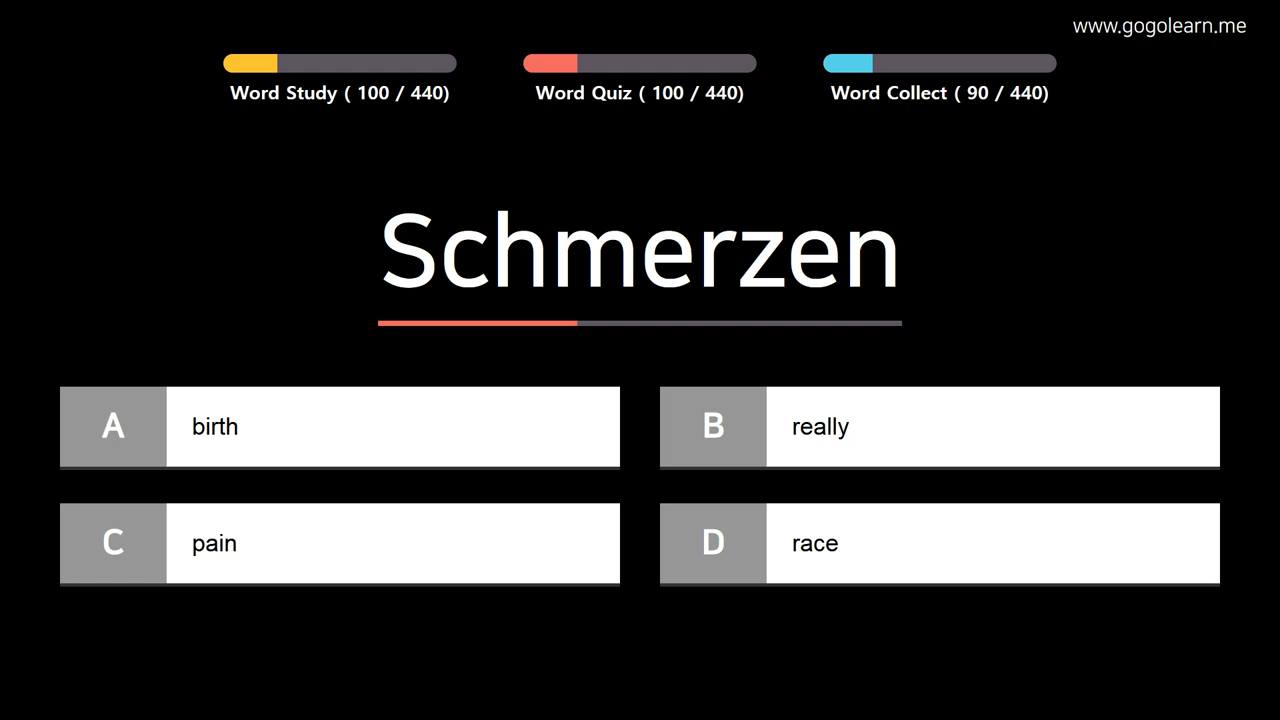 www.gogolearn.me
Word Study ( 100 / 440)
Word Quiz ( 100 / 440)
Word Collect ( 90 / 440)
Schmerzen
A birth
B really
C pain
D race